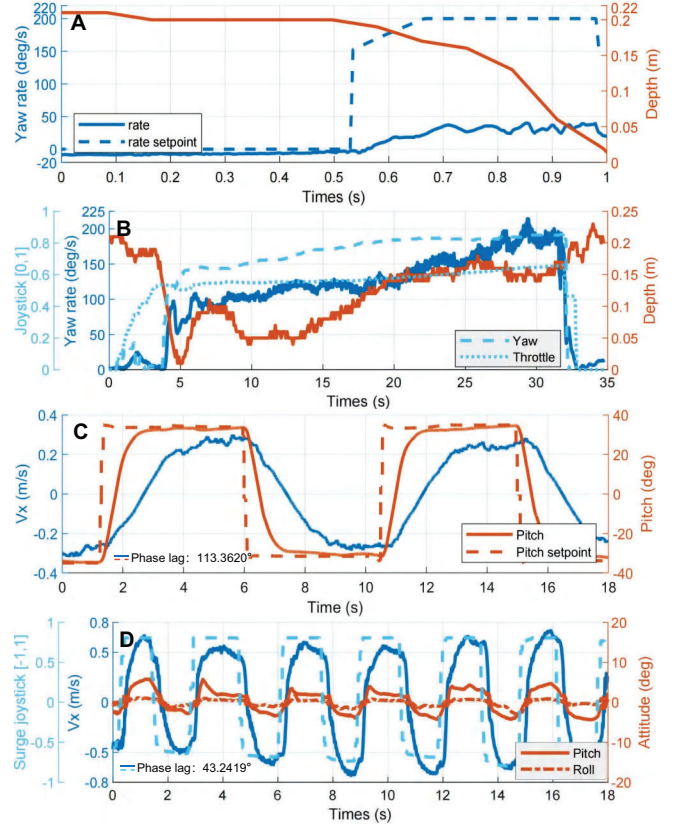 A
220
200
150
100
50
0
-20
Yaw rate (deg/s)
rate
rate setpoint
0.22
0.2
0.15
0.1
0.05
0
Depth (m)
0 0.1 0.2 0.3 0.4 0.5 0.6 0.7 0.8 0.9 1
Times (s)
B
1
0.8
0.6
0.4
0.2
0
Joystick [0,1]
225
200
150
100
50
0
Yaw rate (deg/s)
Yaw
Throttle
0.25
0.2
0.15
0.1
0.05
0
Depth (m)
0 5 10 15 20 25 30 35
Times (s)
C
0.4
0.2
0
-0.2
-0.4
Vx (m/s)
Phase lag: 113.3620°
Pitch
Pitch setpoint
40
20
0
-20
-40
Pitch (deg)
0 2 4 6 8 10 12 14 16 18
Time (s)
D
1
0.5
0
-0.5
-1
Surge joystick [-1,1]
0.8
0.5
0
-0.5
-0.8
Vx (m/s)
Phase lag: 43.2419°
Pitch
Roll
20
10
0
-10
-20
Attitude (deg)
0 2 4 6 8 10 12 14 16 18
Times (s)